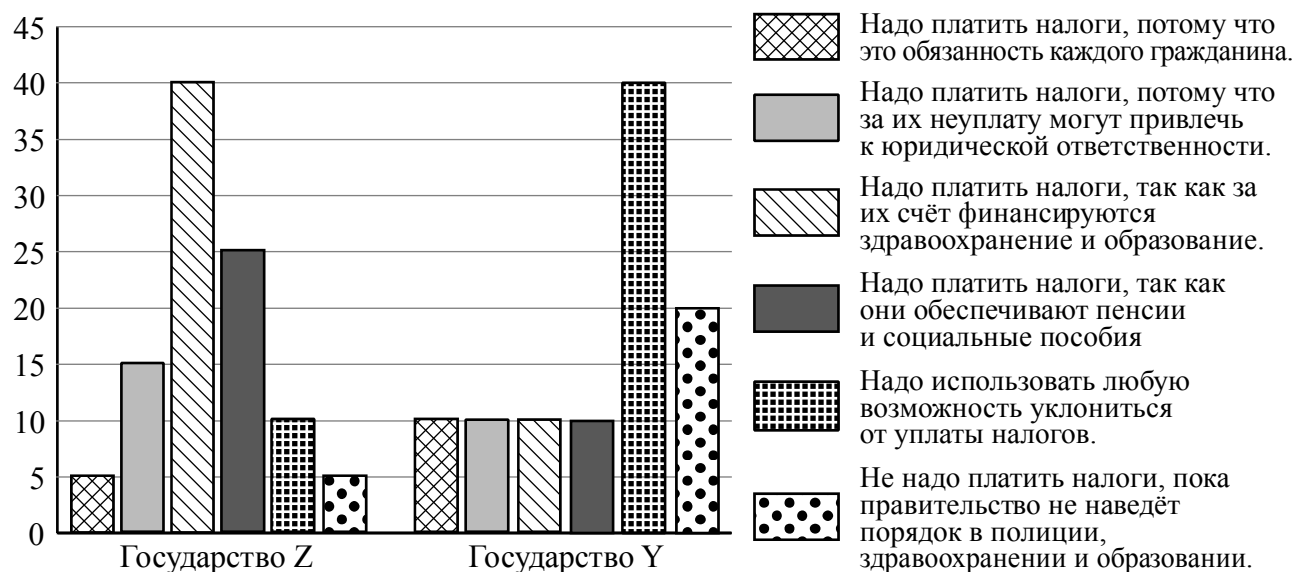 45
40
35
30
25
20
15
10
5
0
Государство Z
Государство Y
Надо платить налоги, потому что
это обязанность каждого гражданина.
Надо платить налоги, потому что
за их неуплату могут привлечь
к юридической ответственности.
Надо платить налоги, так как за
их счёт финансируются
здравоохранение и образование.
Надо платить налоги, так как
они обеспечивают пенсии
и социальные пособия
Надо использовать любую
возможность уклониться
от уплаты налогов.
Не надо платить налоги, пока
правительство не наведёт
порядок в полиции,
здравоохранении и образовании.